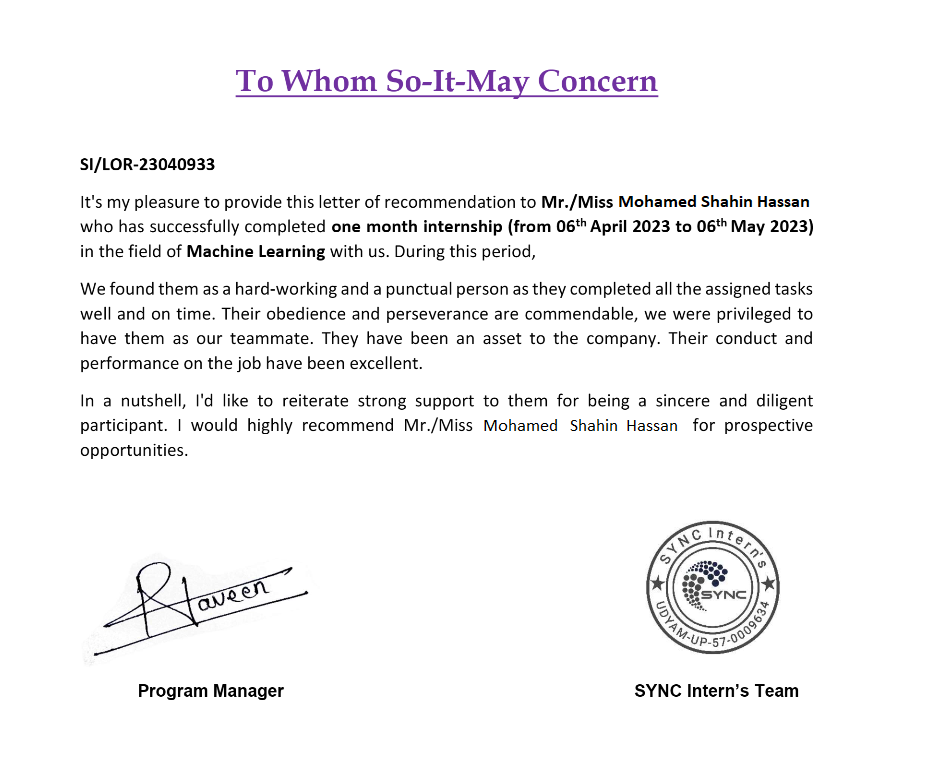 To Whom So-It-May Concern
SI/LOR-23040933
It's my pleasure to provide this letter of recommendation to Mr./Miss Mohamed Shahin Hassan
who has successfully completed one month internship (from 06th April 2023 to 06th May 2023)
in the field of Machine Learning with us. During this period,
We found them as a hard-working and a punctual person as they completed all the assigned tasks
well and on time. Their obedience and perseverance are commendable, we were privileged to
have them as our teammate. They have been an asset to the company. Their conduct and
performance on the job have been excellent.
In a nutshell, I'd like to reiterate strong support to them for being a sincere and diligent
participant. I would highly recommend Mr./Miss Mohamed Shahin Hassan for prospective
opportunities.
SYNC Intern's
SYNC
UDYAM-UP-57-0009634
Program Manager
SYNC Intern's Team